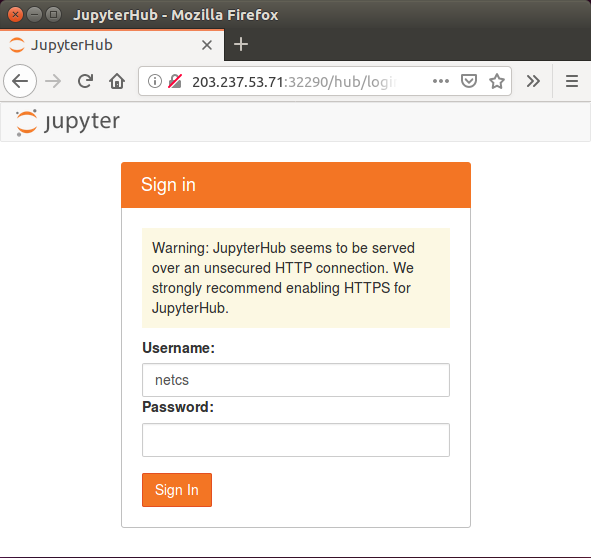 JupyterHub - Mozilla Firefox
JupyterHub
203.237.53.71:32290/hub/login
jupyter
Sign in
Warning: JupyterHub seems to be served
over an unsecured HTTP connection. We
strongly recommend enabling HTTPS for
JupyterHub.
Username:
netcs
Password:
Sign In